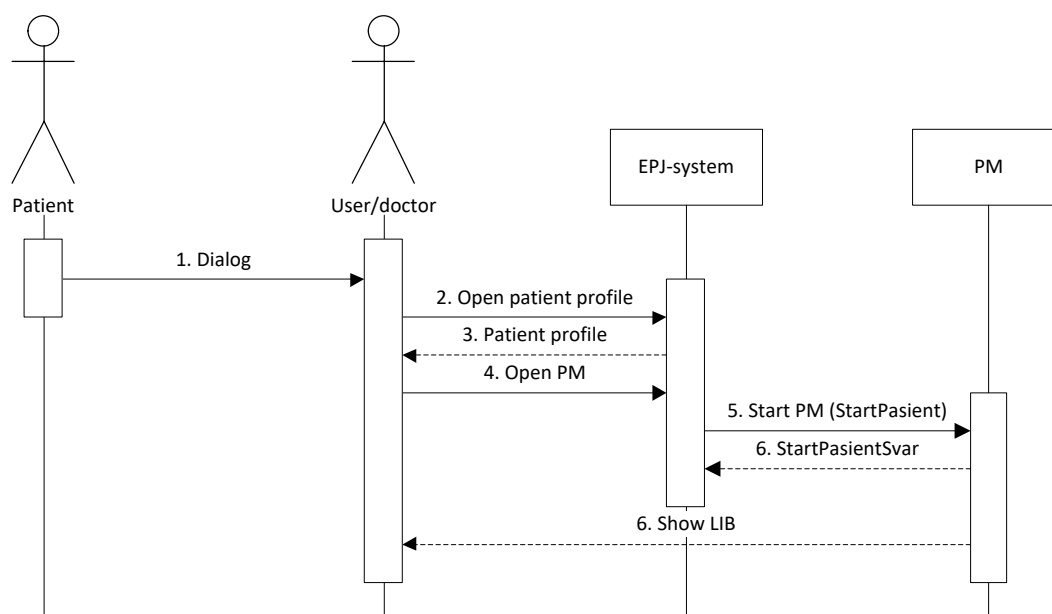 EPJ-system
PM
Patient
User/doctor
1. Dialog
2. Open patient profile
3. Patient profile
4. Open PM
5. Start PM (StartPasient)
6. StartPasientSvar
6. Show LIB